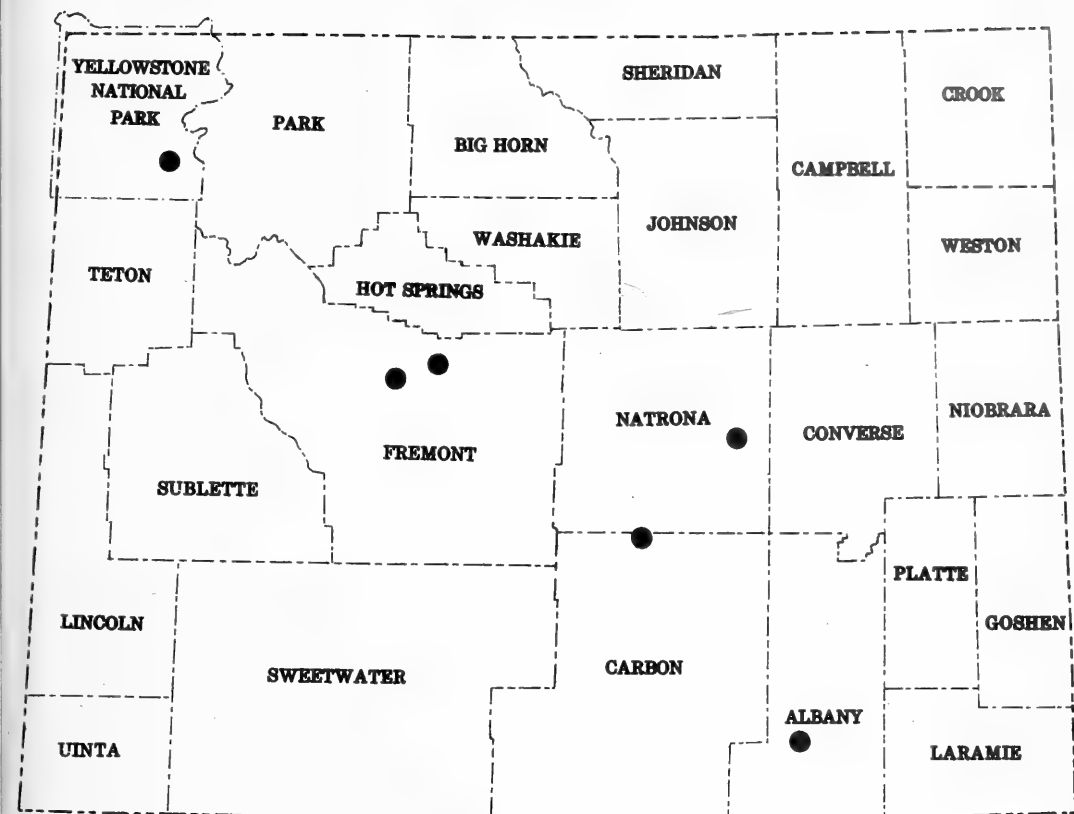 YELLOWSTONE
NATIONAL
PARK
PARK
BIG HORN
SHERIDAN
CAMPBELL
CROOK
JOHNSON
WESTON
WASHAKIE
TETON
HOT SPRINGS
FREMONT
NATRONA
CONVERSE
NIOBRARA
SUBLETTE
PLATTE
GOSHEN
LINCOLN
SWEETWATER
CARBON
ALBANY
UINTA
LARAMIE